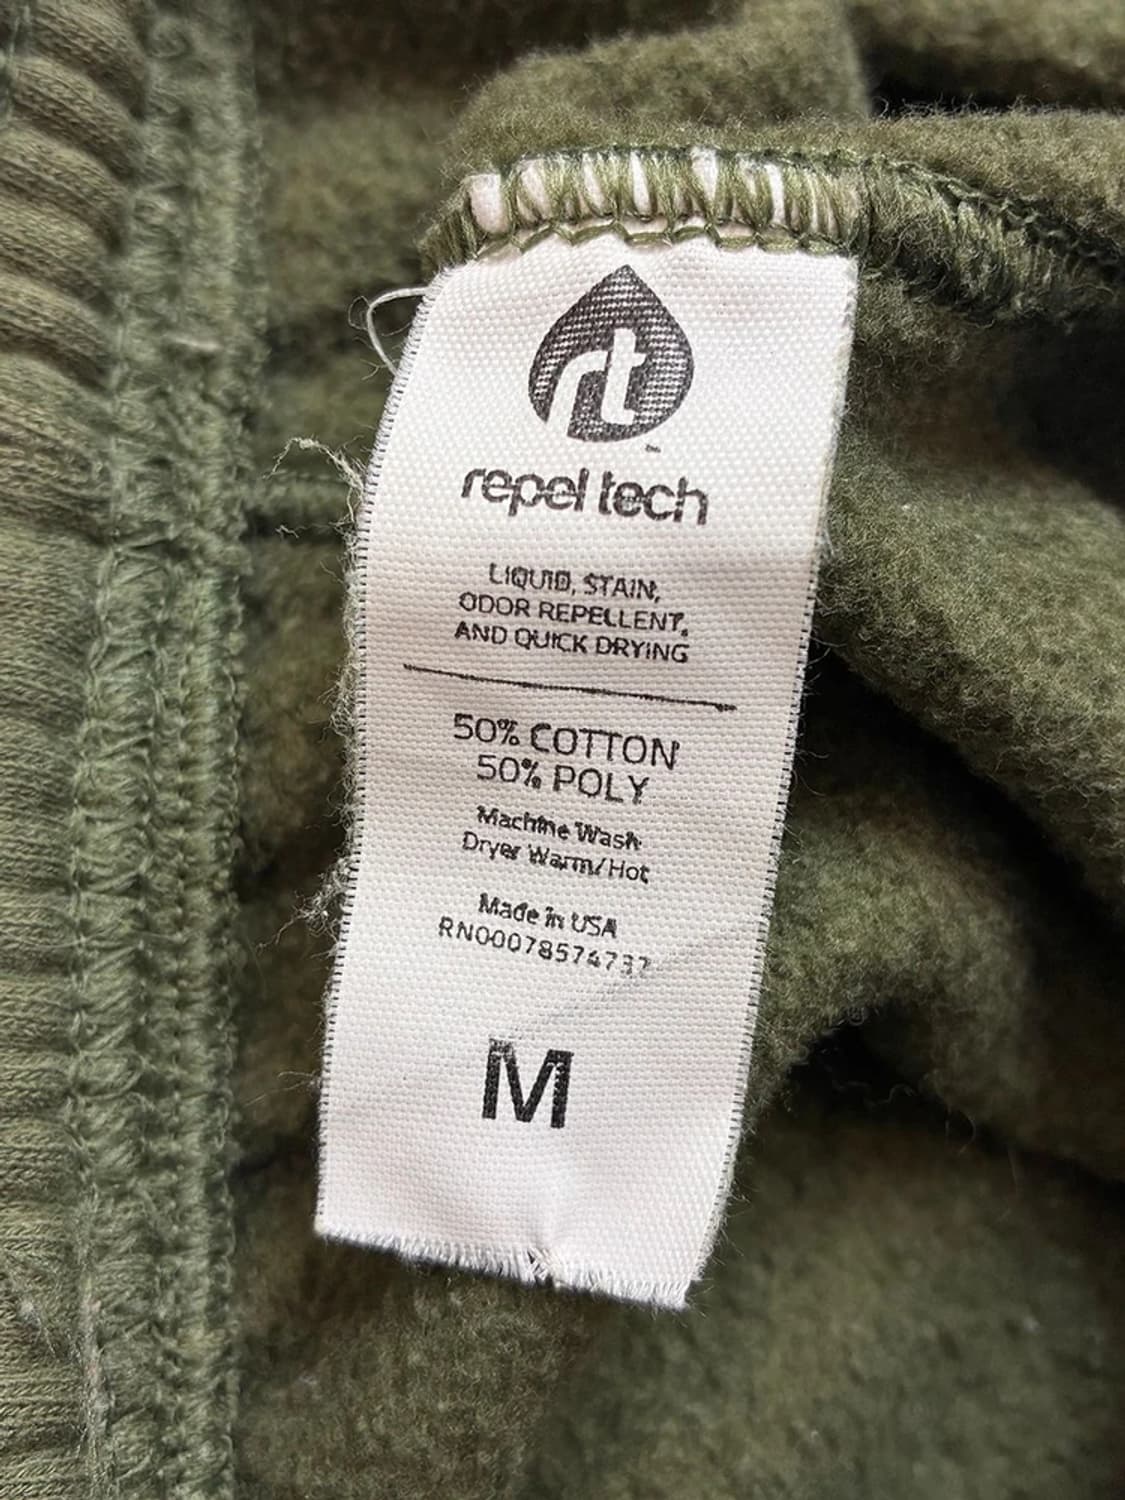 rt
repel tech
LIQUID, STAIN,
ODOR REPELLENT,
AND QUICK DRYING
50% COTTON
50% POLY
Machine Wash
Dryer Warm/Hot
Made in USA
RN00078574737
M